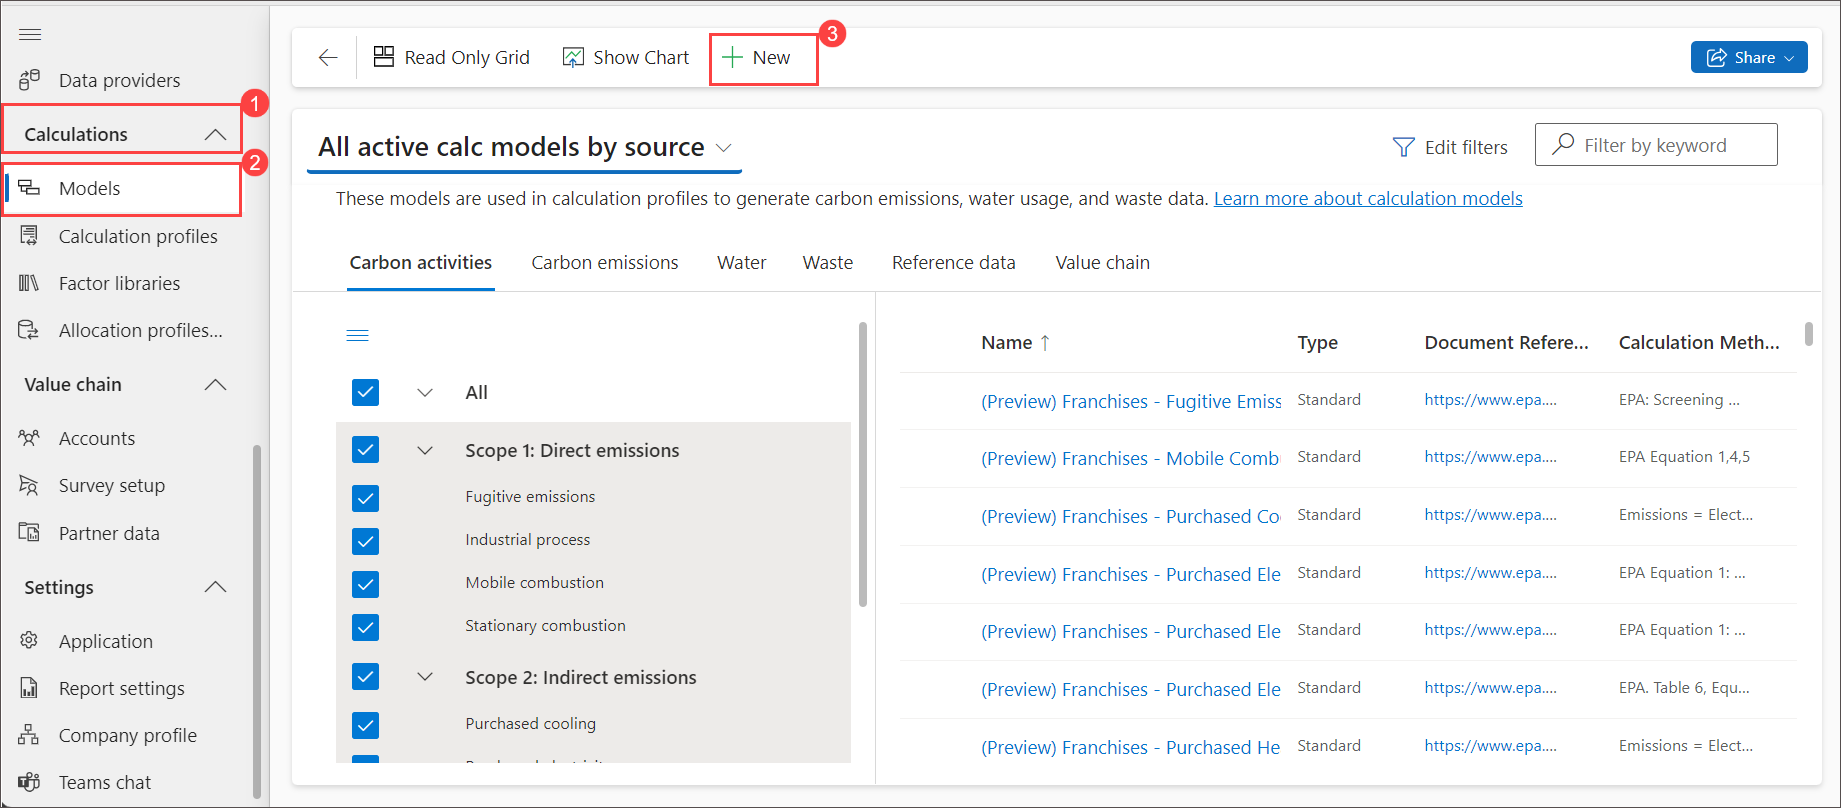 Data providers
Calculations
1
2
Models
Calculation profiles
Factor libraries
Allocation profiles...
Value chain
Accounts
Survey setup
Partner data
Settings
Application
Report settings
Company profile
Teams chat
Read Only Grid
Show Chart
New
3
Share
All active calc models by source
Edit filters
Filter by keyword
These models are used in calculation profiles to generate carbon emissions, water usage, and waste data. Learn more about calculation models
Carbon activities Carbon emissions Water Waste Reference data Value chain
All
Scope 1: Direct emissions
Fugitive emissions
Industrial process
Mobile combustion
Stationary combustion
Scope 2: Indirect emissions
Purchased cooling
Name ↑ Type Document Refere... Calculation Meth...
(Preview) Franchises - Fugitive Emiss Standard https://www.epa.... EPA: Screening ...
(Preview) Franchises - Mobile Comb Standard https://www.epa.... EPA Equation 1,4,5
(Preview) Franchises - Purchased Co Standard https://www.epa.... Emissions = Elect...
(Preview) Franchises - Purchased Ele Standard https://www.epa.... EPA Equation 1: ...
(Preview) Franchises - Purchased Ele Standard https://www.epa.... EPA Equation 1: ...
(Preview) Franchises - Purchased Ele Standard https://www.epa.... EPA. Table 6, Equ...
(Preview) Franchises - Purchased He Standard https://www.epa.... Emissions = Elect...